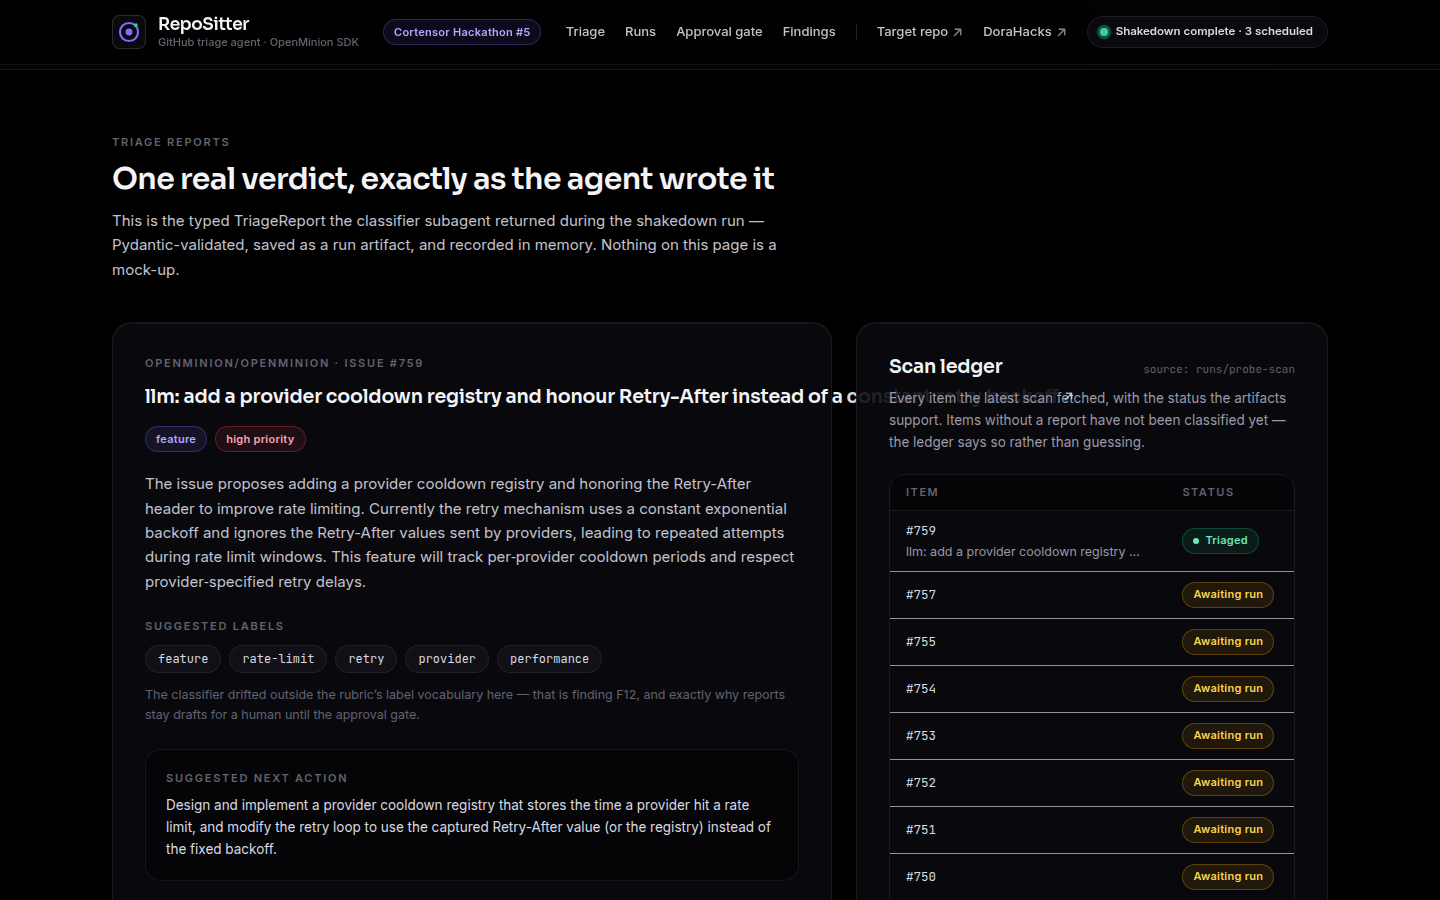 RepoSitter
GitHub triage agent · OpenMinion SDK
Cortensor Hackathon #5
Triage
Runs
Approval gate
Findings
Target repo ↗
DoraHacks ↗
Shakedown complete · 3 scheduled
TRIAGE REPORTS
One real verdict, exactly as the agent wrote it
This is the typed TriageReport the classifier subagent returned during the shakedown run —
Pydantic-validated, saved as a run artifact, and recorded in memory. Nothing on this page is a
mock-up.
OPENMINION/OPENMINION · ISSUE #759
llm: add a provider cooldown registry and honour Retry-After instead of a constant retry backoff ↗
feature
high priority
The issue proposes adding a provider cooldown registry and honoring the Retry-After
header to improve rate limiting. Currently the retry mechanism uses a constant exponential
backoff and ignores the Retry-After values sent by providers, leading to repeated attempts
during rate limit windows. This feature will track per-provider cooldown periods and respect
provider-specified retry delays.
SUGGESTED LABELS
feature
rate-limit
retry
provider
performance
The classifier drifted outside the rubric's label vocabulary here — that is finding F12, and exactly why reports
stay drafts for a human until the approval gate.
SUGGESTED NEXT ACTION
Design and implement a provider cooldown registry that stores the time a provider hit a rate
limit, and modify the retry loop to use the captured Retry-After value (or the registry) instead of
the fixed backoff.
Scan ledger
source: runs/probe-scan
Every item the latest scan fetched, with the status the artifacts
support. Items without a report have not been classified yet —
the ledger says so rather than guessing.
ITEM
STATUS
#759
llm: add a provider cooldown registry ...
Triaged
#757
Awaiting run
#755
Awaiting run
#754
Awaiting run
#753
Awaiting run
#752
Awaiting run
#751
Awaiting run
#750
Awaiting run